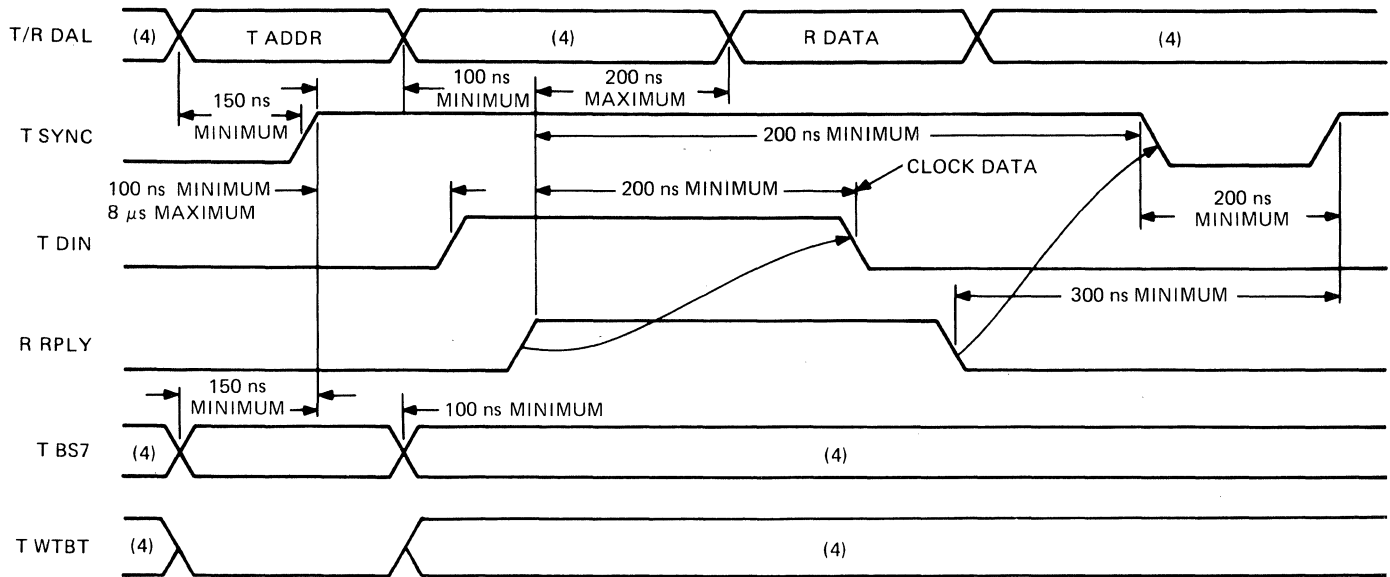 T/R DAL (4) T ADDR (4) R DATA (4)
100 ns
MINIMUM
200 ns
MAXIMUM
150 ns
MINIMUM
T SYNC
200 ns MINIMUM
CLOCK DATA
100 ns MINIMUM
8 μs MAXIMUM
200 ns MINIMUM
200 ns
MINIMUM
T DIN
300 ns MINIMUM
R RPLY
150 ns
MINIMUM
100 ns MINIMUM
T BS7 (4) (4)
T WTBT (4) (4)